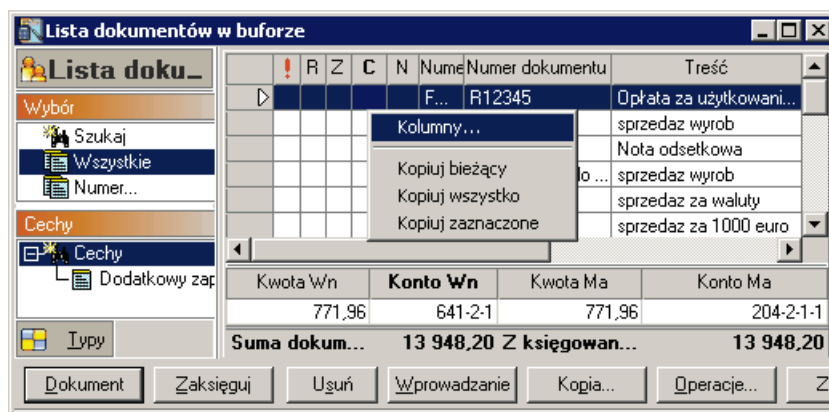 Lista dokumentów w buforze
Lista doku...
Wybór
Szukaj
Wszystkie
Numer...
Cechy
Cechy
Dodatkowy zap
Typy
! R Z C N Nume Numer dokumentu Treść
F... R12345 Opłata za użytkowani...
sprzedaz wyrob
Nota odsetkowa
lo ... sprzedaz wyrob
sprzedaz za waluty
sprzedaz za 1000 euro
Kolumny...
Kopiuj bieżący
Kopiuj wszystko
Kopiuj zaznaczone
Kwota Wn Konto Wn Kwota Ma Konto Ma
771,96 641-2-1 771,96 204-2-1-1
Suma dokum... 13 948,20 Z księgowan... 13 948,20
Dokument Zaksięguj Usuń Wprowadzanie Kopia... Operacje... Z